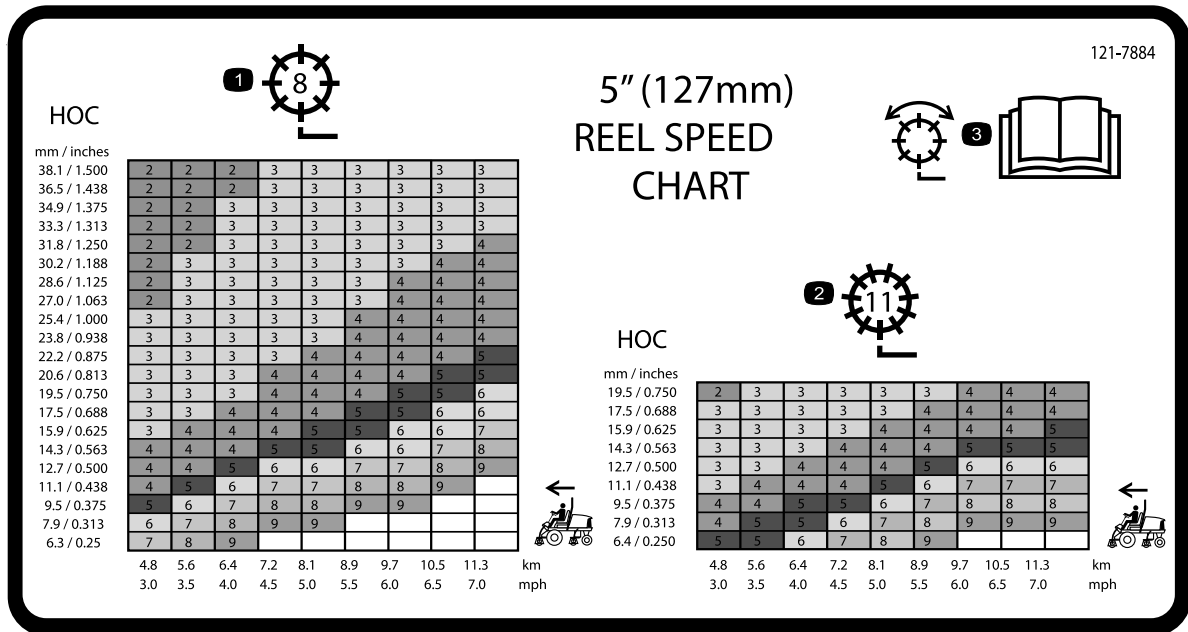 121-7884
1
8
5” (127mm)
REEL SPEED
CHART
3
HOC
mm / inches
38.1 / 1.500 2 2 2 3 3 3 3 3 3
36.5 / 1.438 2 2 2 3 3 3 3 3 3
34.9 / 1.375 2 2 3 3 3 3 3 3 3
33.3 / 1.313 2 2 3 3 3 3 3 3 3
31.8 / 1.250 2 2 3 3 3 3 3 3 4
30.2 / 1.188 2 3 3 3 3 3 3 4 4
28.6 / 1.125 2 3 3 3 3 3 4 4 4
27.0 / 1.063 2 3 3 3 3 3 4 4 4
25.4 / 1.000 3 3 3 3 3 4 4 4 4
23.8 / 0.938 3 3 3 3 3 4 4 4 4
22.2 / 0.875 3 3 3 3 4 4 4 4 5
20.6 / 0.813 3 3 3 4 4 4 4 5 5
19.5 / 0.750 3 3 3 4 4 4 5 5 6
17.5 / 0.688 3 3 4 4 4 5 5 6 6
15.9 / 0.625 3 4 4 4 5 5 6 6 7
14.3 / 0.563 4 4 4 5 5 6 6 7 8
12.7 / 0.500 4 4 5 6 6 7 7 8 9
11.1 / 0.438 4 5 6 7 7 8 8 9
9.5 / 0.375 5 6 7 8 8 9 9
7.9 / 0.313 6 7 8 9 9
6.3 / 0.25 7 8 9
4.8 5.6 6.4 7.2 8.1 8.9 9.7 10.5 11.3 km
3.0 3.5 4.0 4.5 5.0 5.5 6.0 6.5 7.0 mph
2
11
HOC
mm / inches
19.5 / 0.750 2 3 3 3 3 3 4 4 4
17.5 / 0.688 3 3 3 3 3 4 4 4 4
15.9 / 0.625 3 3 3 3 4 4 4 4 5
14.3 / 0.563 3 3 3 4 4 4 5 5 5
12.7 / 0.500 3 3 4 4 4 5 6 6 6
11.1 / 0.438 3 4 4 4 5 6 7 7 7
9.5 / 0.375 4 4 5 5 6 7 8 8 8
7.9 / 0.313 4 5 5 6 7 8 9 9 9
6.4 / 0.250 5 5 6 7 8 9
4.8 5.6 6.4 7.2 8.1 8.9 9.7 10.5 11.3 km
3.0 3.5 4.0 4.5 5.0 5.5 6.0 6.5 7.0 mph